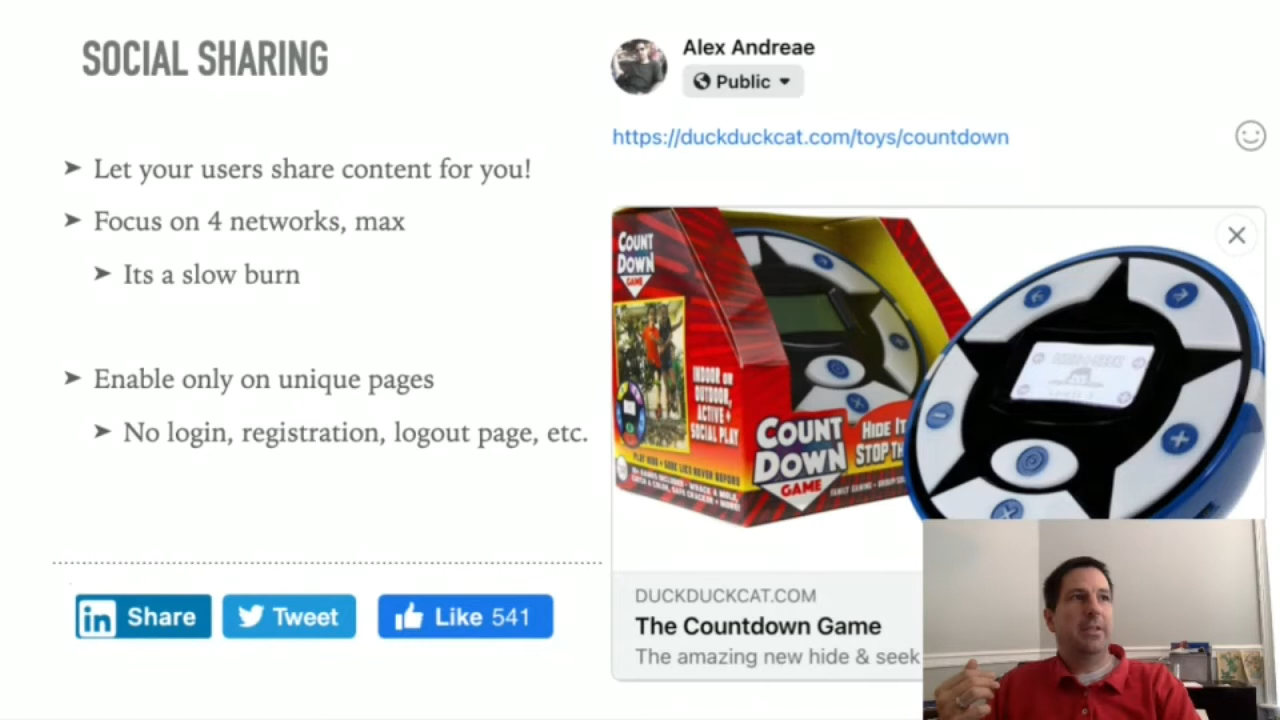 SOCIAL SHARING
➤ Let your users share content for you!
➤ Focus on 4 networks, max
➤ Its a slow burn
➤ Enable only on unique pages
➤ No login, registration, logout page, etc.
in Share
Tweet
Like 541
Alex Andreae
Public
https://duckduckcat.com/toys/countdown
COUNT
DOWN
GAME
INDOOR OR
OUTDOOR,
ACTIVE +
SOCIAL PLAY
COUNT
DOWN
GAME
HIDE IT
STOP TH
DUCKDUCKCAT.COM
The Countdown Game
The amazing new hide & seek